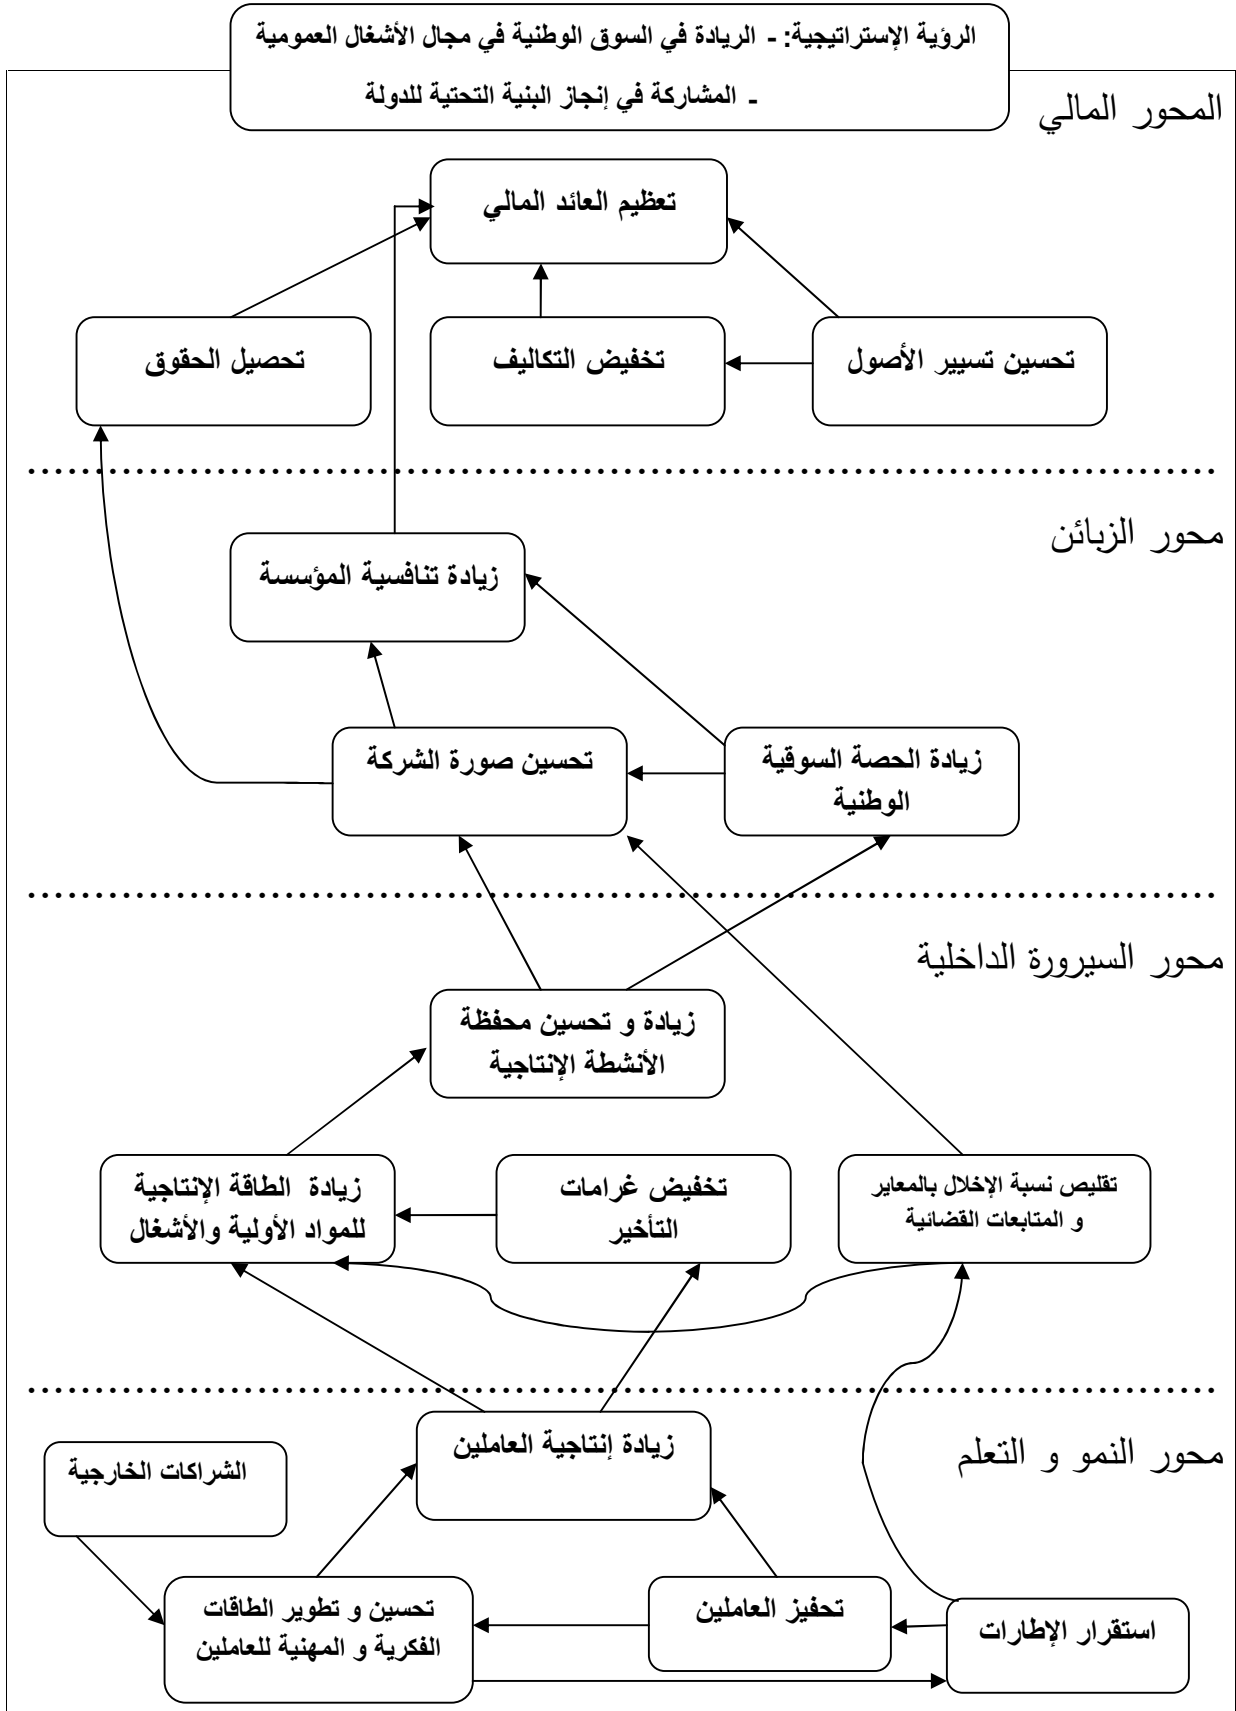 الرؤية الإستراتيجية: - الريادة في السوق الوطنية في مجال الأشغال العمومية
- المشاركة في إنجاز البنية التحتية للدولة
المحور المالي
تعظيم العائد المالي
تحسين تسيير الأصول
تخفيض التكاليف
تحصيل الحقوق
محور الزبائن
زيادة تنافسية المؤسسة
زيادة الحصة السوقية
الوطنية
تحسين صورة الشركة
محور السيرورة الداخلية
زيادة و تحسين محفظة
الأنشطة الإنتاجية
تقليص نسبة الإخلال بالمعاير
و المتابعات القضائية
تخفيض غرامات
التأخير
زيادة الطاقة الإنتاجية
للمواد الأولية والأشغال
محور النمو و التعلم
زيادة إنتاجية العاملين
الشراكات الخارجية
استقرار الإطارات
تحفيز العاملين
تحسين و تطوير الطاقات
الفكرية و المهنية للعاملين